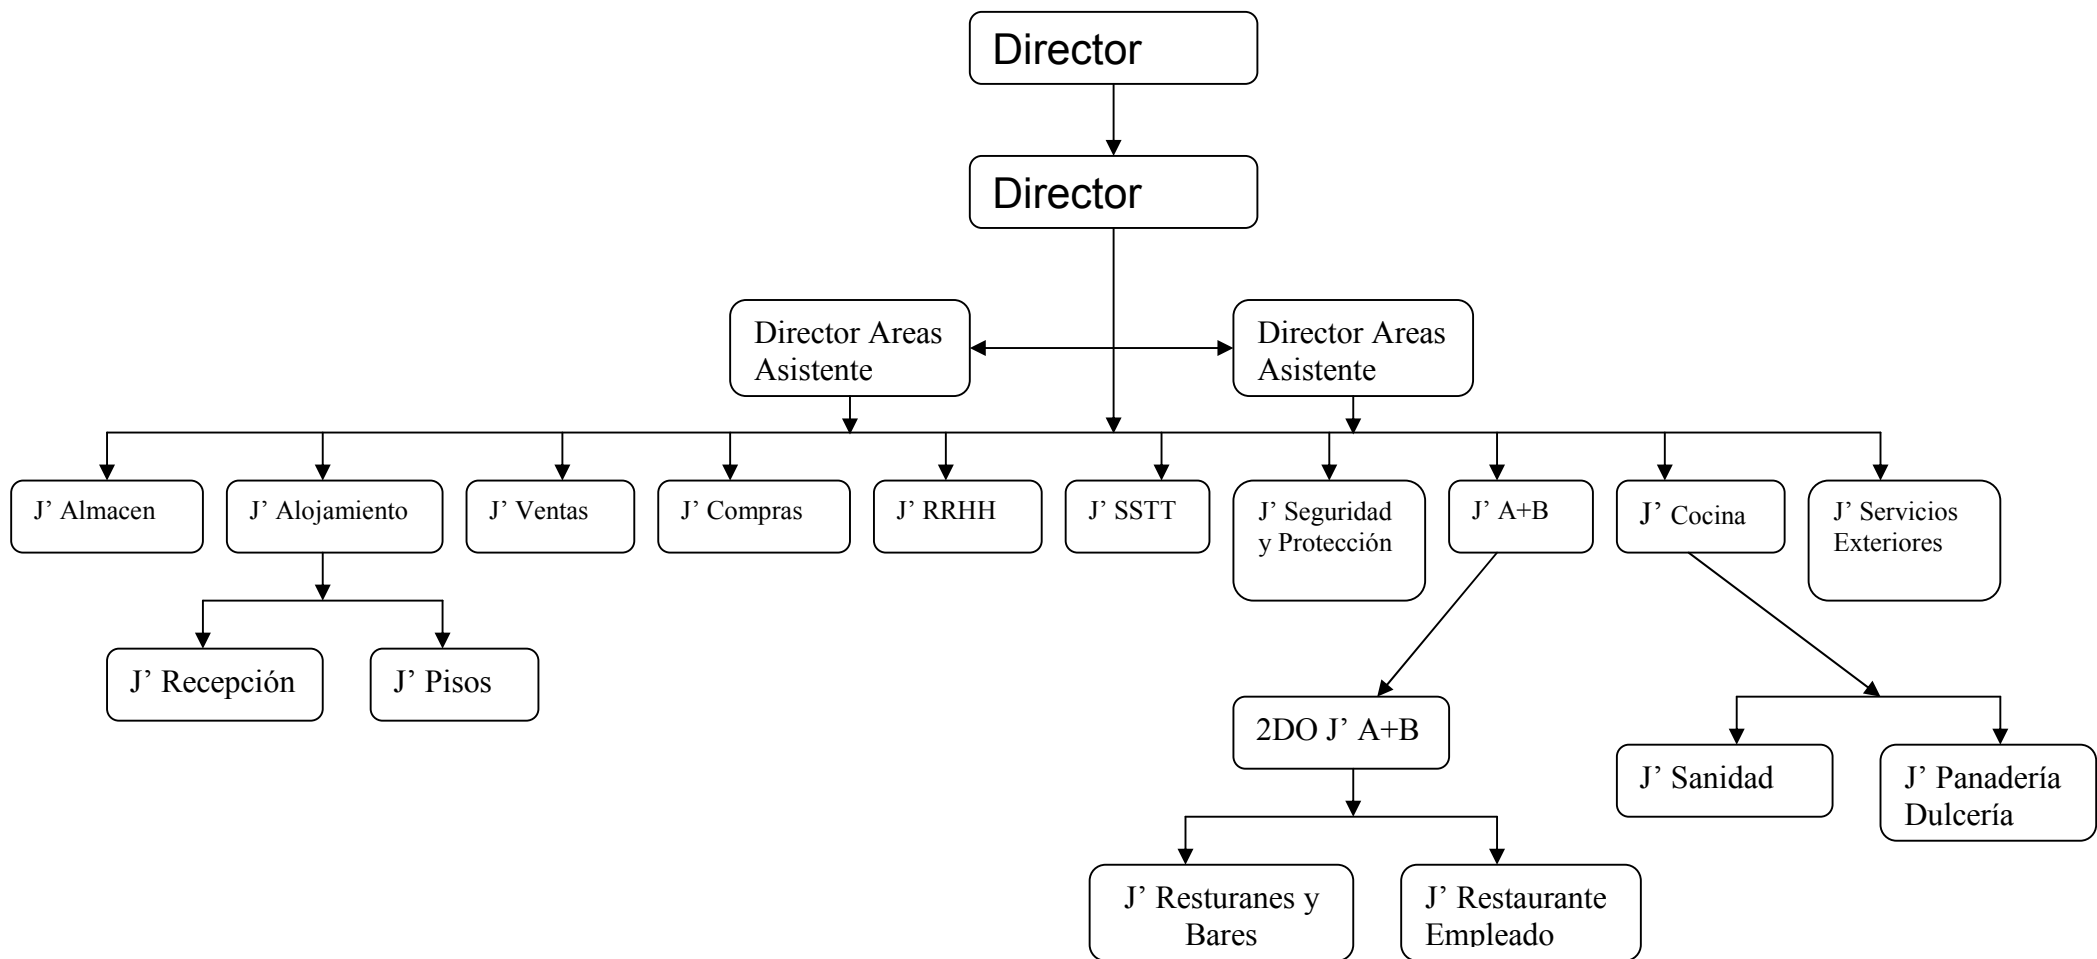 Director
Director
Director Areas
Asistente
Director Areas
Asistente
J’ Almacen
J’ Alojamiento
J’ Ventas
J’ Compras
J’ RRHH
J’ SSTT
J’ Seguridad
y Protección
J’ A+B
J’ Cocina
J’ Servicios
Exteriores
J’ Recepción
J’ Pisos
2DO J’ A+B
J’ Sanidad
J’ Panadería
Dulcería
J’ Resturanes y
Bares
J’ Restaurante
Empleado